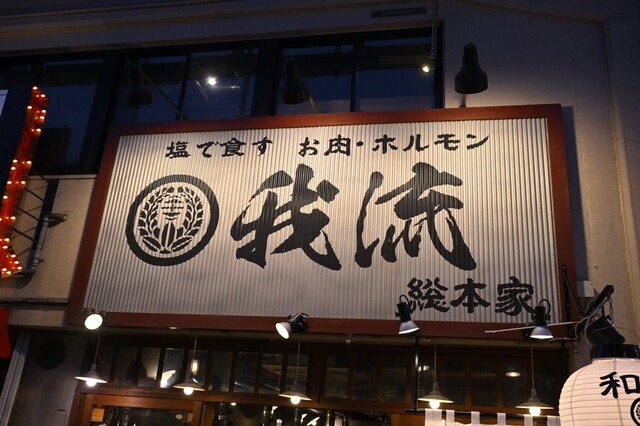 塩で食す お肉・ホルモン
我流
総本家
和